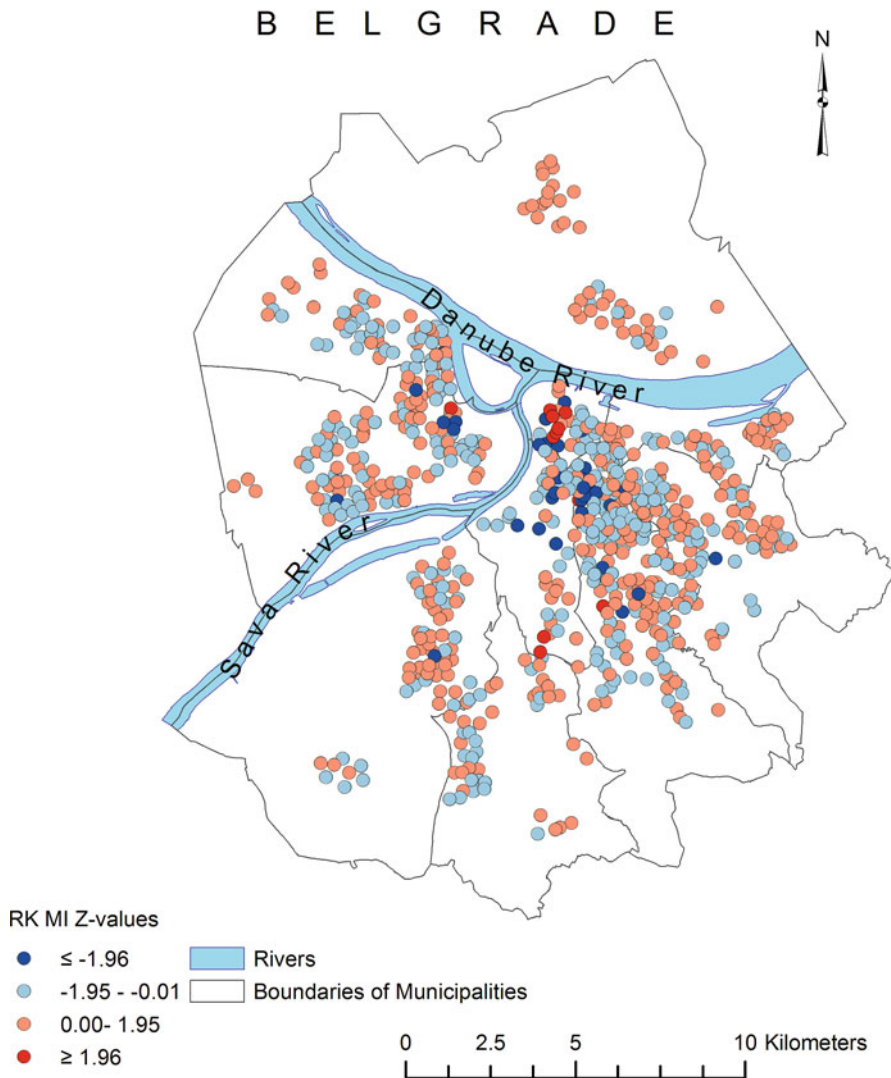 B E L G R A D E
N
Danube River
Sava River
RK MI Z-values
≤ -1.96
-1.95 - -0.01
0.00- 1.95
≥ 1.96
Rivers
Boundaries of Municipalities
0 2.5 5 10 Kilometers